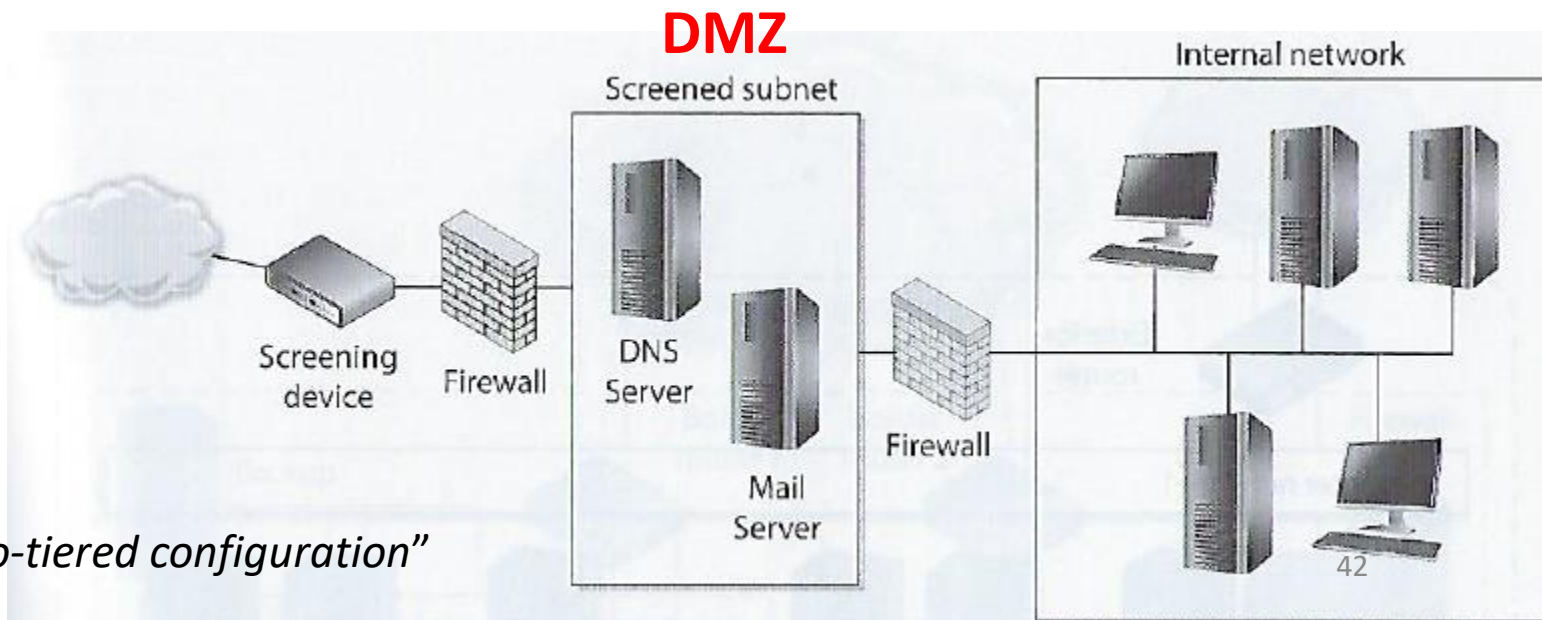 DMZ
Screened subnet
Internal network
Screening
device
Firewall
DNS
Server
Mail
Server
Firewall
o-tiered configuration”
42